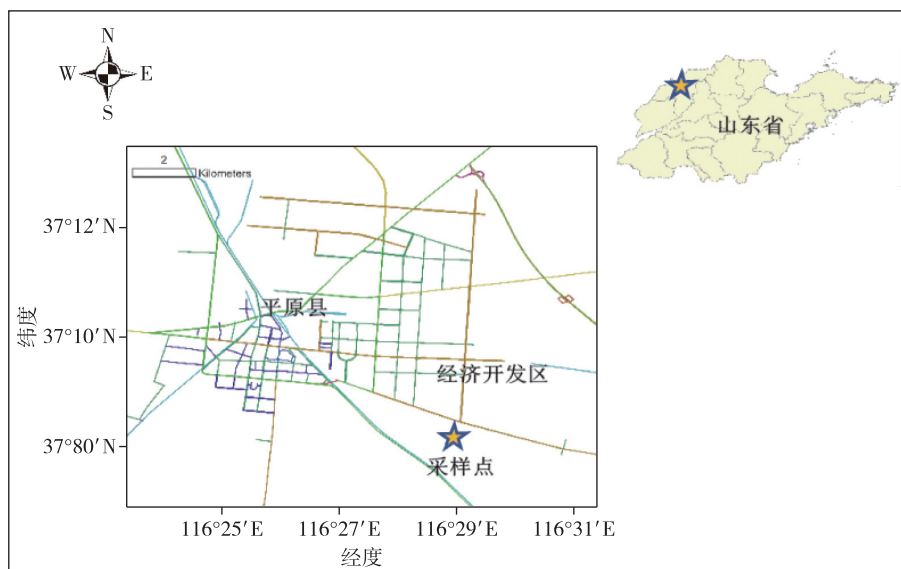 N
W E
S
山东省
2
Kilometers
37°12′N
平原县
37°10′N
纬度
经济开发区
37°80′N
采样点
116°25′E 116°27′E 116°29′E 116°31′E
经度